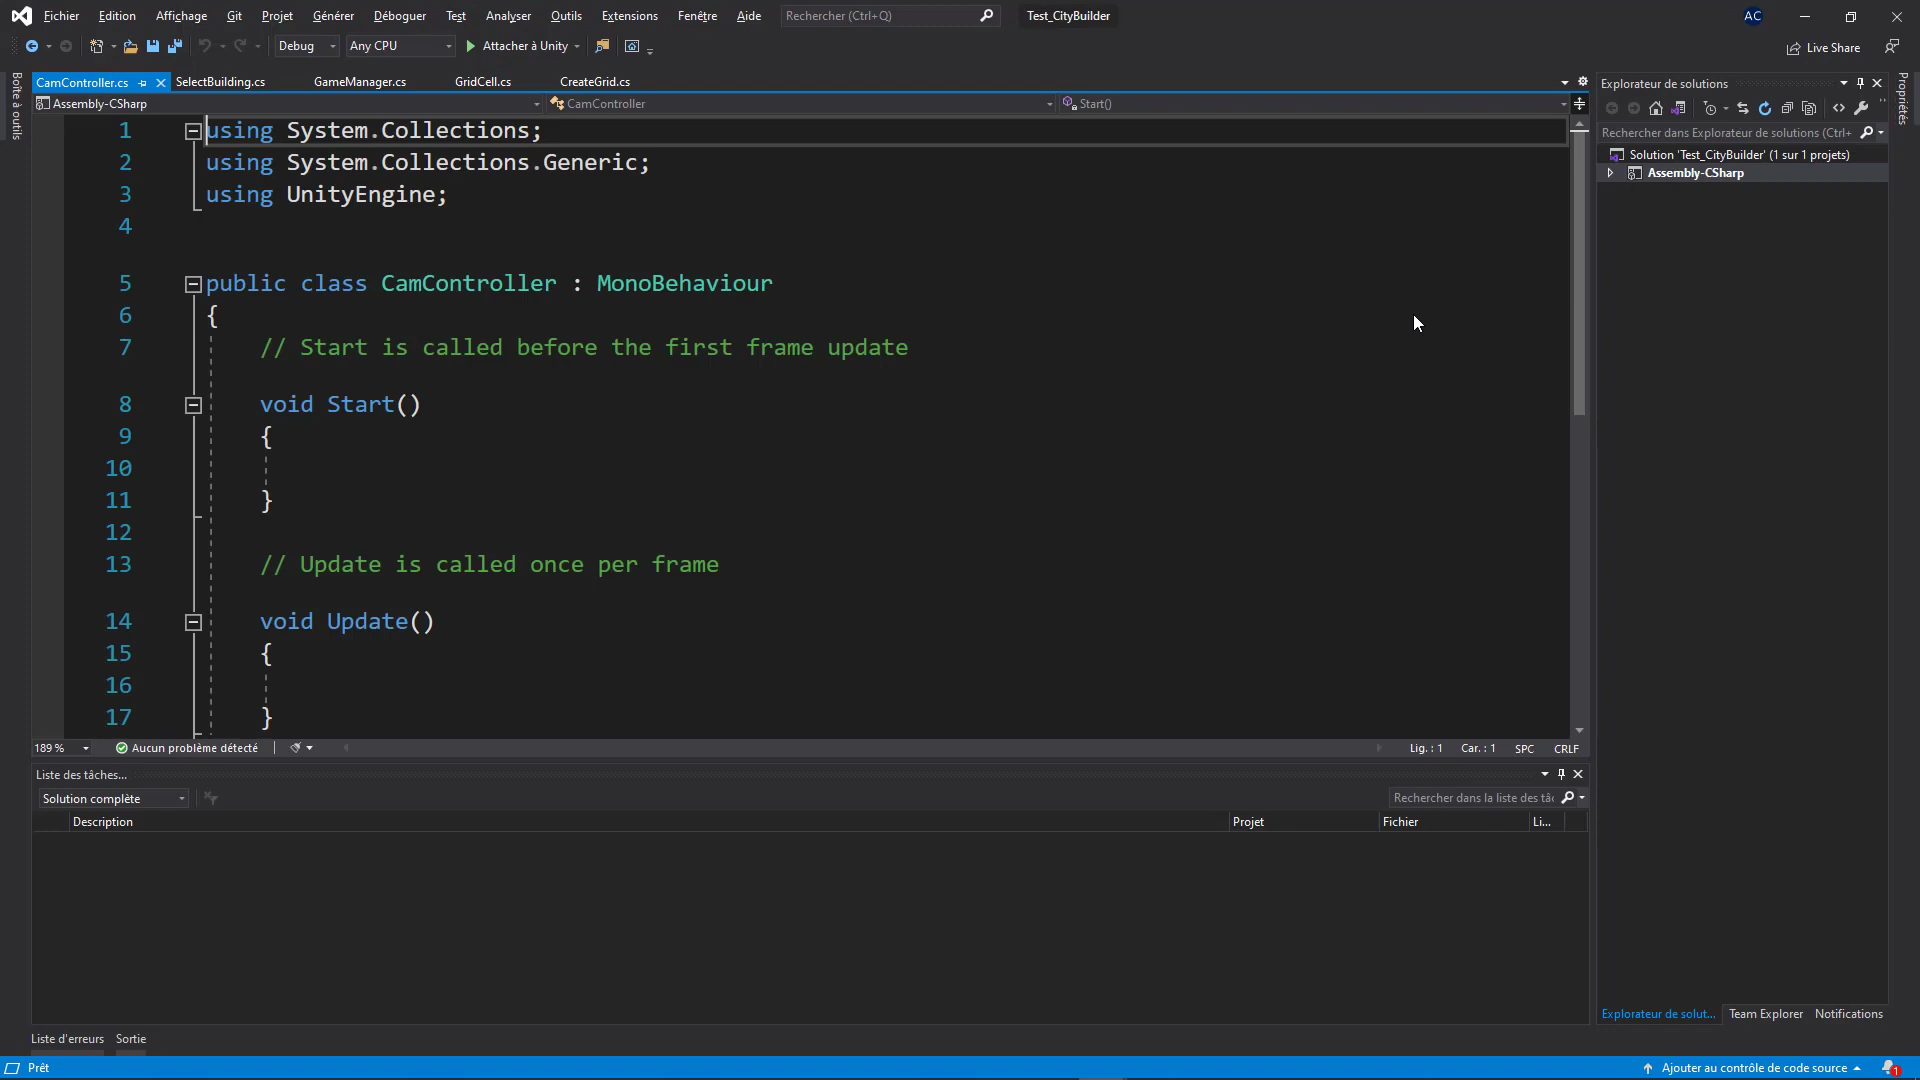 Fichier Edition Affichage Git Projet Générer Déboguer Test Analyser Outils Extensions Fenêtre Aide Rechercher (Ctrl+Q) Test_CityBuilder AC
Debug Any CPU Attacher à Unity Live Share
Boîte à outils
CamController.cs SelectBuilding.cs GameManager.cs GridCell.cs CreateGrid.cs
Assembly-CSharp CamController Start()
1 using System.Collections;
2 using System.Collections.Generic;
3 using UnityEngine;
4
5 public class CamController : MonoBehaviour
6 {
7 // Start is called before the first frame update
8 void Start()
9 {
10
11 }
12
13 // Update is called once per frame
14 void Update()
15 {
16
17 }
189 % Aucun problème détecté Lig. : 1 Car. : 1 SPC CRLF
Liste des tâches...
Solution complète Rechercher dans la liste des tâc
Description Projet Fichier Li...
Liste d'erreurs Sortie
Explorateur de solutions
Rechercher dans Explorateur de solutions (Ctrl+
Solution 'Test_CityBuilder' (1 sur 1 projets)
Assembly-CSharp
Explorateur de solut... Team Explorer Notifications
Propriétés
Prêt Ajouter au contrôle de code source 1